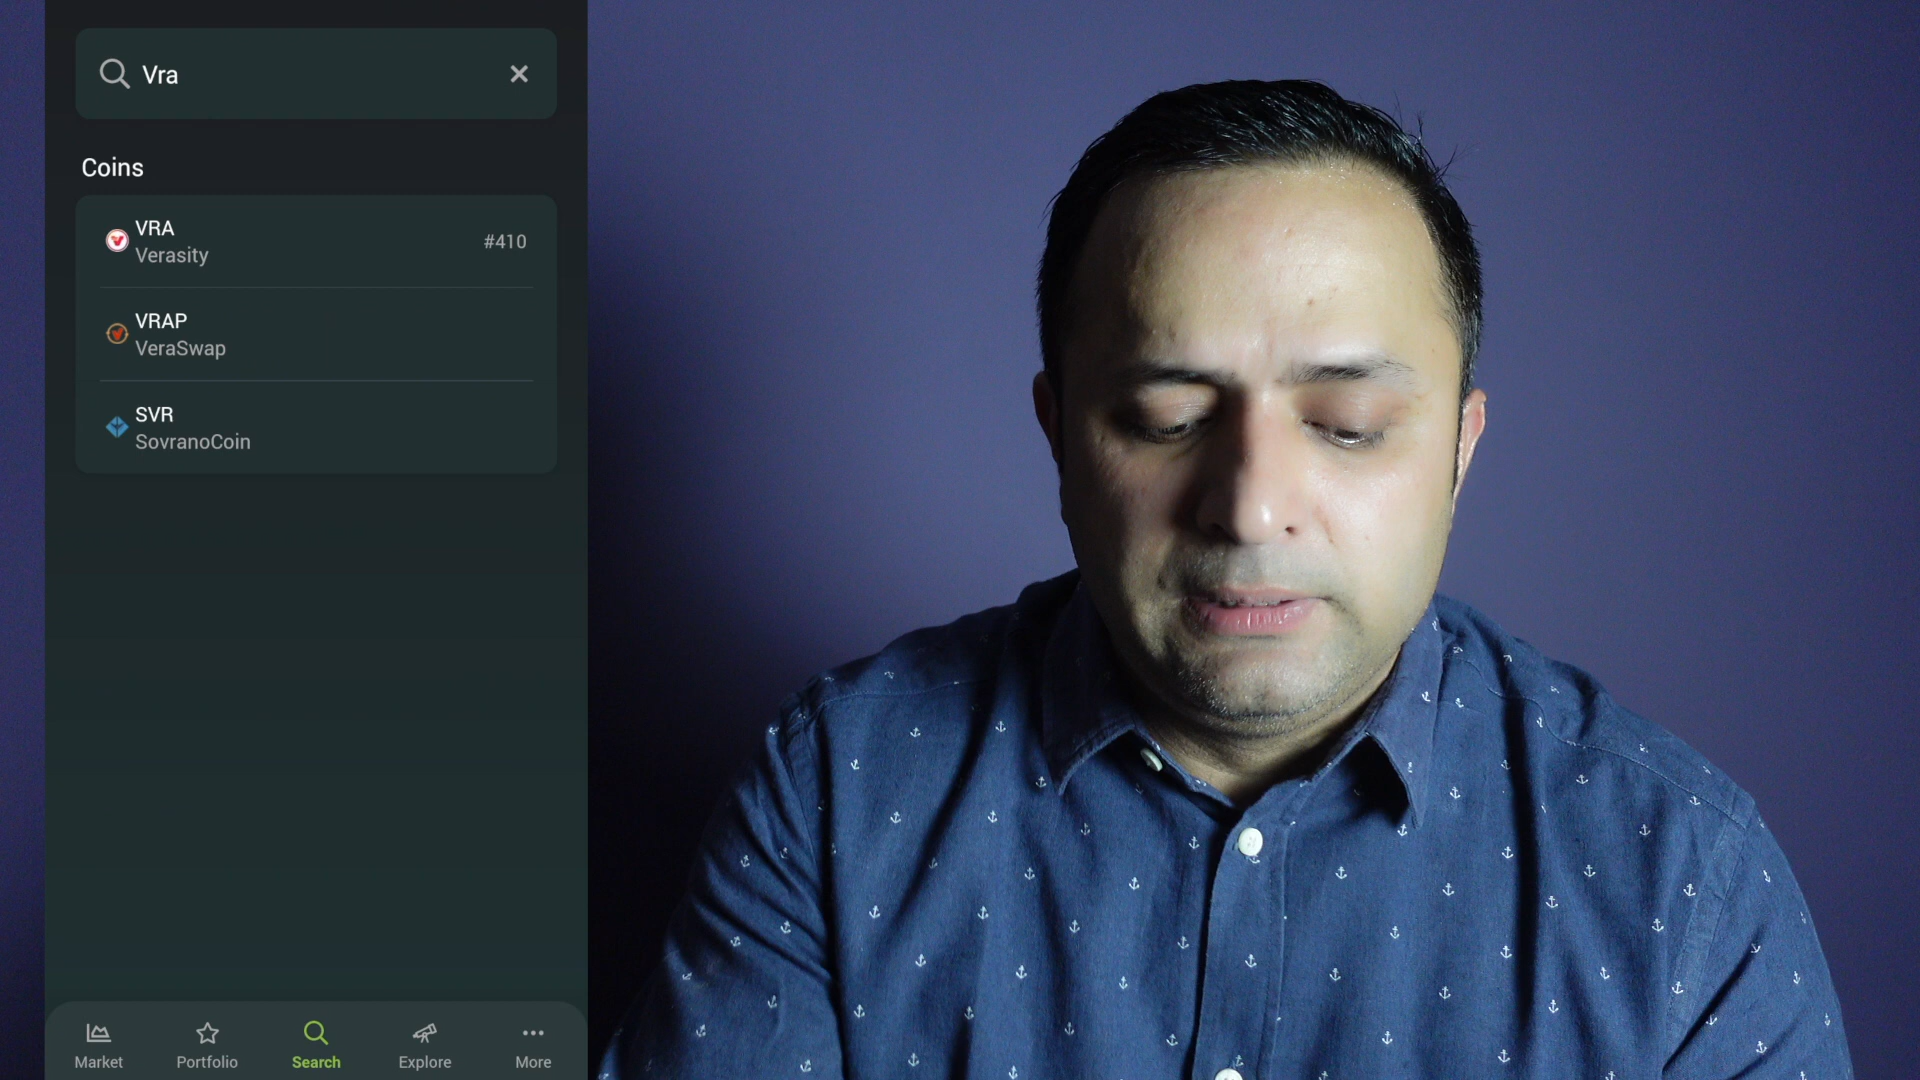 Vra
Coins
VRA
Verasity
#410
VRAP
VeraSwap
SVR
SovranoCoin
Market
Portfolio
Search
Explore
More